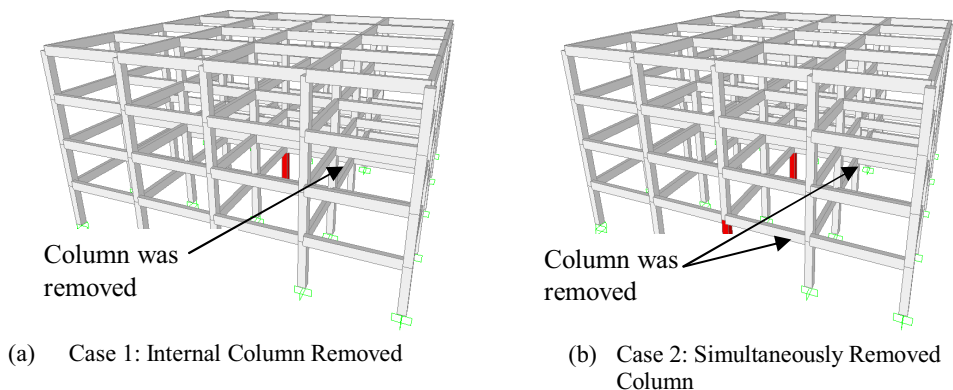 Column was
removed
Column was
removed
(a) Case 1: Internal Column Removed
(b) Case 2: Simultaneously Removed
Column